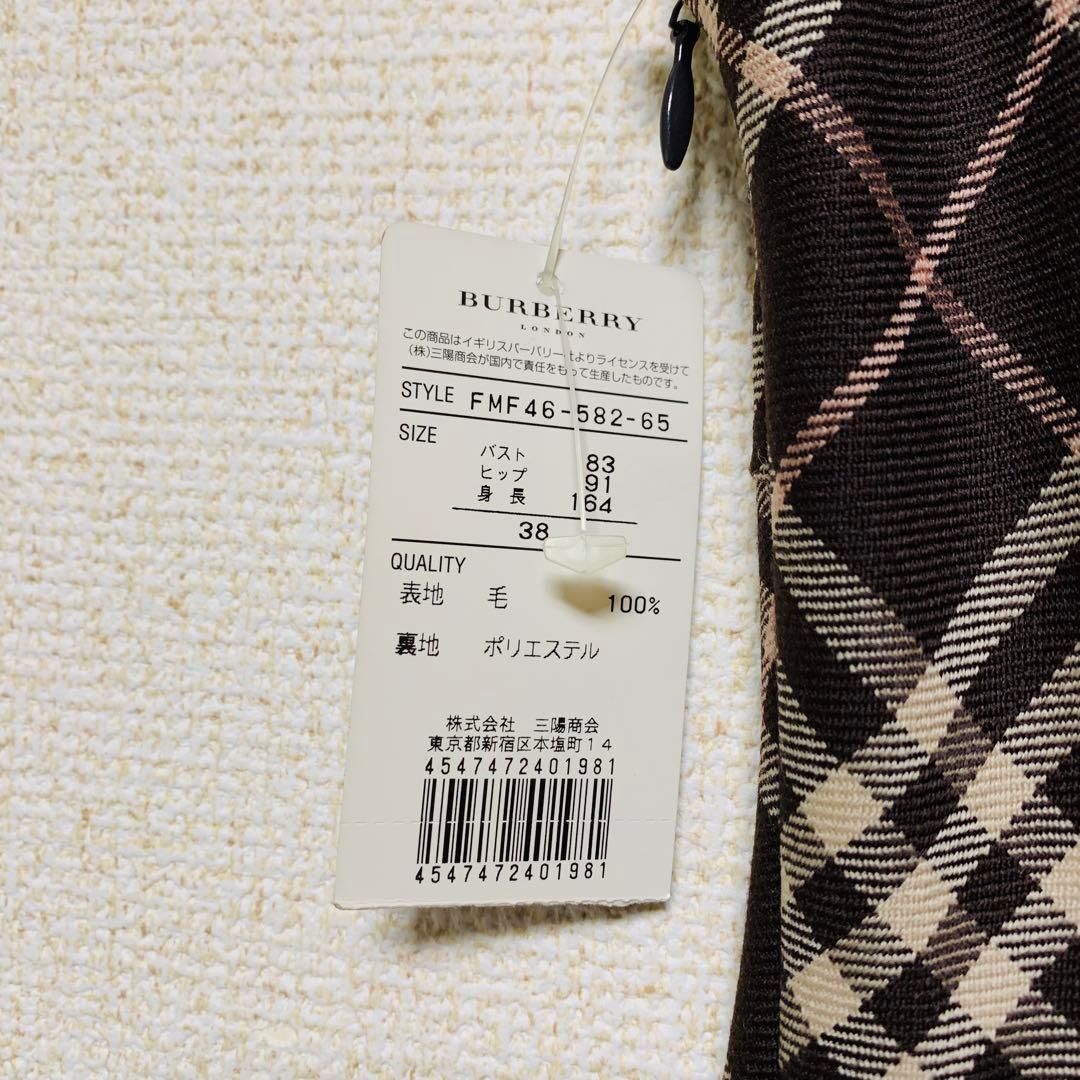 BURBERRY
LONDON
この商品はイギリスバーバリー社よりライセンスを受けて
(株)三陽商会が国内で責任をもって生産したものです。
STYLE FMF46-582-65
SIZE
バスト 83
ヒップ 91
身長 164
38
QUALITY
表地 毛 100%
裏地 ポリエステル
株式会社 三陽商会
東京都新宿区本塩町14
4547472401981
4547472401981